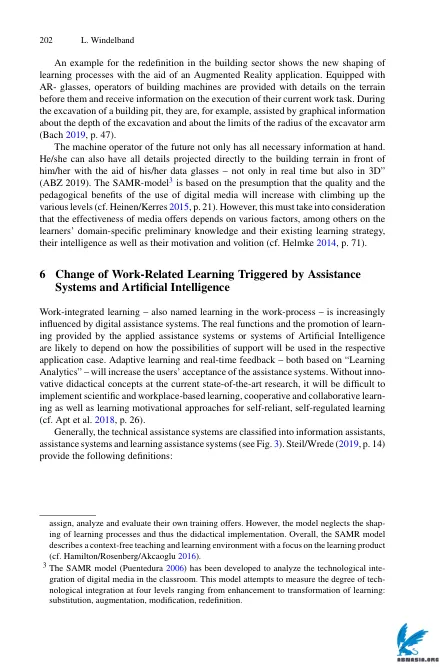 202 L. Windelband
An example for the redefinition in the building sector shows the new shaping of
learning processes with the aid of an Augmented Reality application. Equipped with
AR- glasses, operators of building machines are provided with details on the terrain
before them and receive information on the execution of their current work task. During
the excavation of a building pit, they are, for example, assisted by graphical information
about the depth of the excavation and about the limits of the radius of the excavator arm
(Bach 2019, p. 47).
The machine operator of the future not only has all necessary information at hand.
He/she can also have all details projected directly to the building terrain in front of
him/her with the aid of his/her data glasses – not only in real time but also in 3D”
(ABZ 2019). The SAMR-model3 is based on the presumption that the quality and the
pedagogical benefits of the use of digital media will increase with climbing up the
various levels (cf. Heinen/Kerres 2015, p. 21). However, this must take into consideration
that the effectiveness of media offers depends on various factors, among others on the
learners’ domain-specific preliminary knowledge and their existing learning strategy,
their intelligence as well as their motivation and volition (cf. Helmke 2014, p. 71).
6 Change of Work-Related Learning Triggered by Assistance
Systems and Artificial Intelligence
Work-integrated learning – also named learning in the work-process – is increasingly
influenced by digital assistance systems. The real functions and the promotion of learn-
ing provided by the applied assistance systems or systems of Artificial Intelligence
are likely to depend on how the possibilities of support will be used in the respective
application case. Adaptive learning and real-time feedback – both based on “Learning
Analytics” – will increase the users’ acceptance of the assistance systems. Without inno-
vative didactical concepts at the current state-of-the-art research, it will be difficult to
implement scientific and workplace-based learning, cooperative and collaborative learn-
ing as well as learning motivational approaches for self-reliant, self-regulated learning
(cf. Apt et al. 2018, p. 26).
Generally, the technical assistance systems are classified into information assistants,
assistance systems and learning assistance systems (see Fig. 3). Steil/Wrede (2019, p. 14)
provide the following definitions:
assign, analyze and evaluate their own training offers. However, the model neglects the shap-
ing of learning processes and thus the didactical implementation. Overall, the SAMR model
describes a context-free teaching and learning environment with a focus on the learning product
(cf. Hamilton/Rosenberg/Akcaoglu 2016).
3 The SAMR model (Puentedura 2006) has been developed to analyze the technological inte-
gration of digital media in the classroom. This model attempts to measure the degree of tech-
nological integration at four levels ranging from enhancement to transformation of learning:
substitution, augmentation, modification, redefinition.